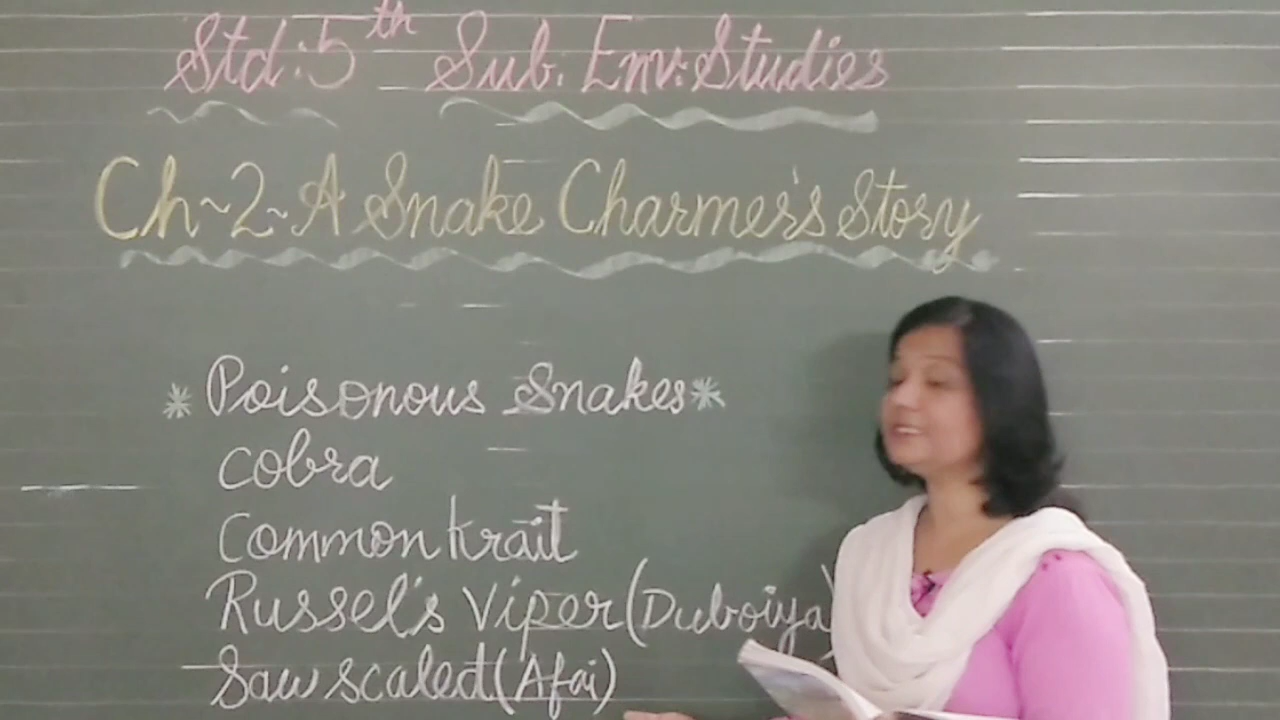 Std:5th Sub. Env: Studies
Ch~2~A Snake Charmer's Story
* Poisonous Snakes *
Cobra
Common krait
Russel's Viper (Duboiya)
Saw scaled (Afai)